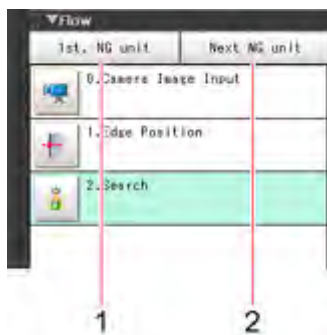 ▼Flow
1st. NG unit Next NG unit
0.Camera Image Input
1.Edge Position
2.Search
1 2